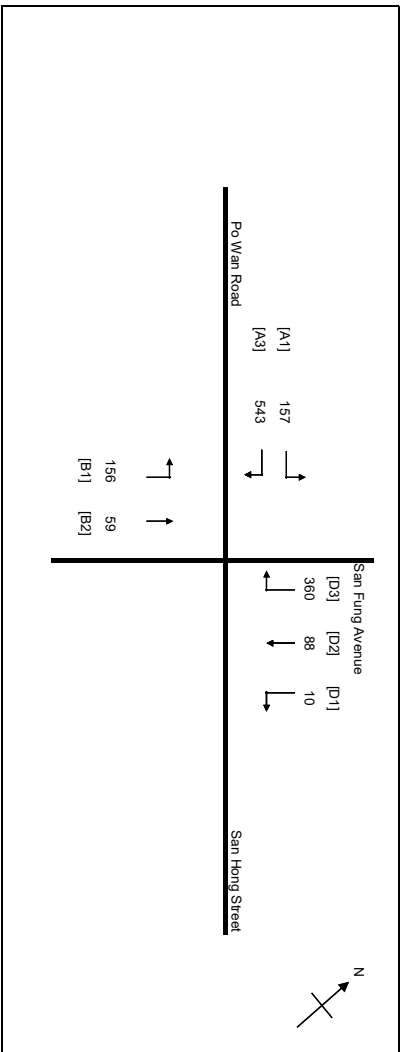 Po Wan Road
[A1] 157
[A3] 543
[B1] 156
[B2] 59
San Fung Avenue
[D3] 360
[D2] 88
[D1] 10
San Hong Street
N